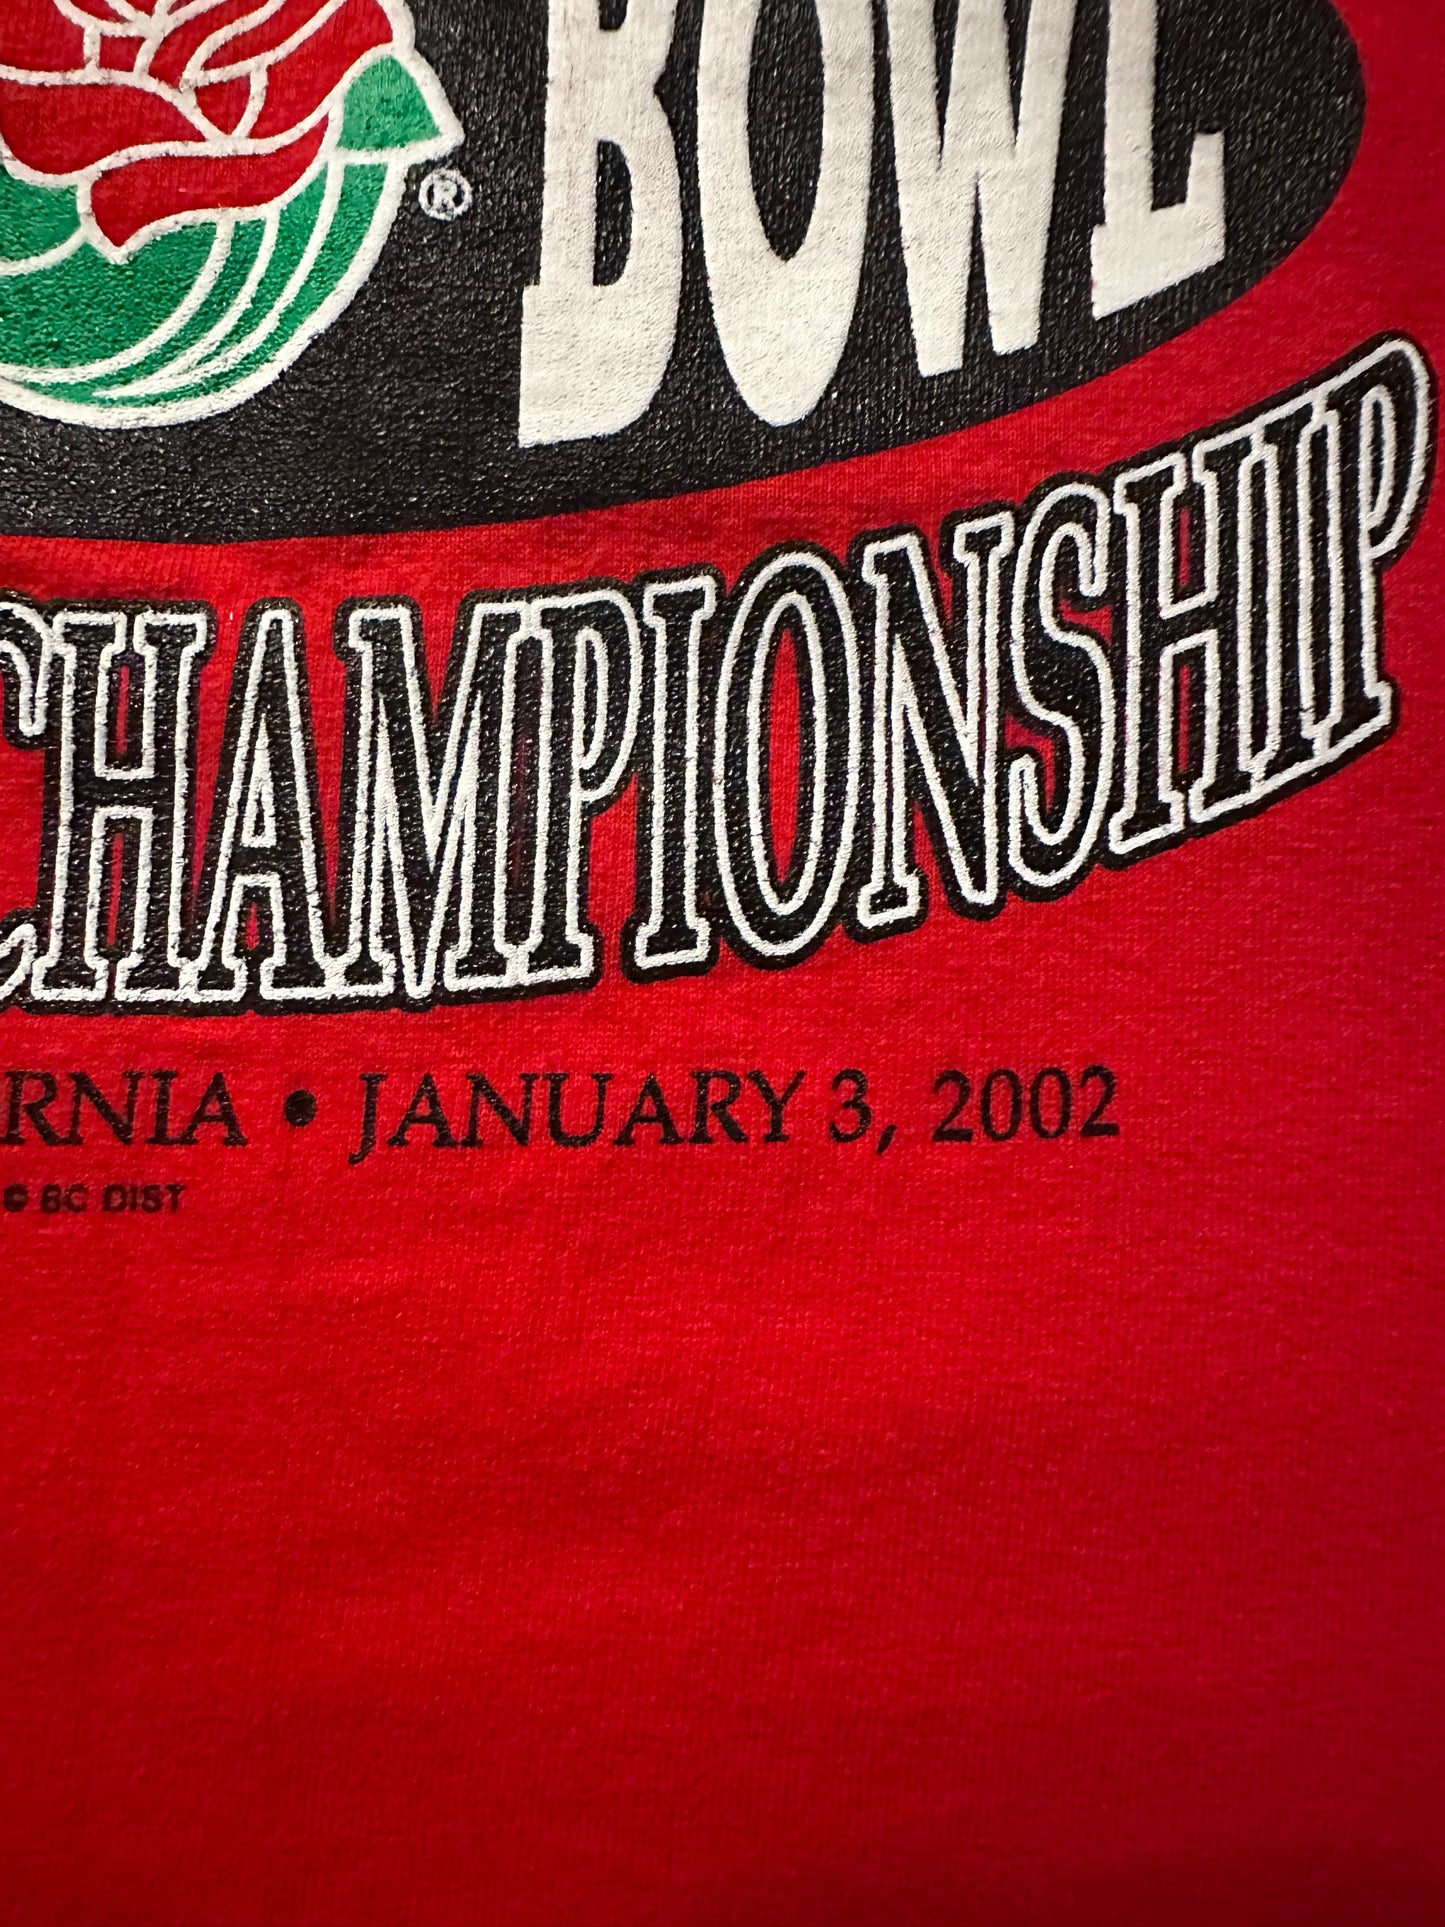 BOWL
®
CHAMPIONSHIP
RNIA • JANUARY 3, 2002
© BC DIST